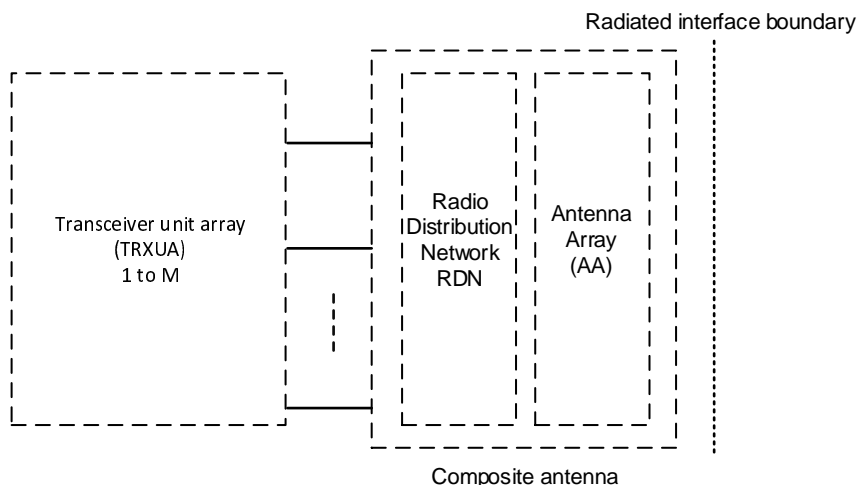 Radiated interface boundary
Transceiver unit array
(TRXUA)
1 to M
Radio
Distribution
Network
RDN
Antenna
Array
(AA)
Composite antenna